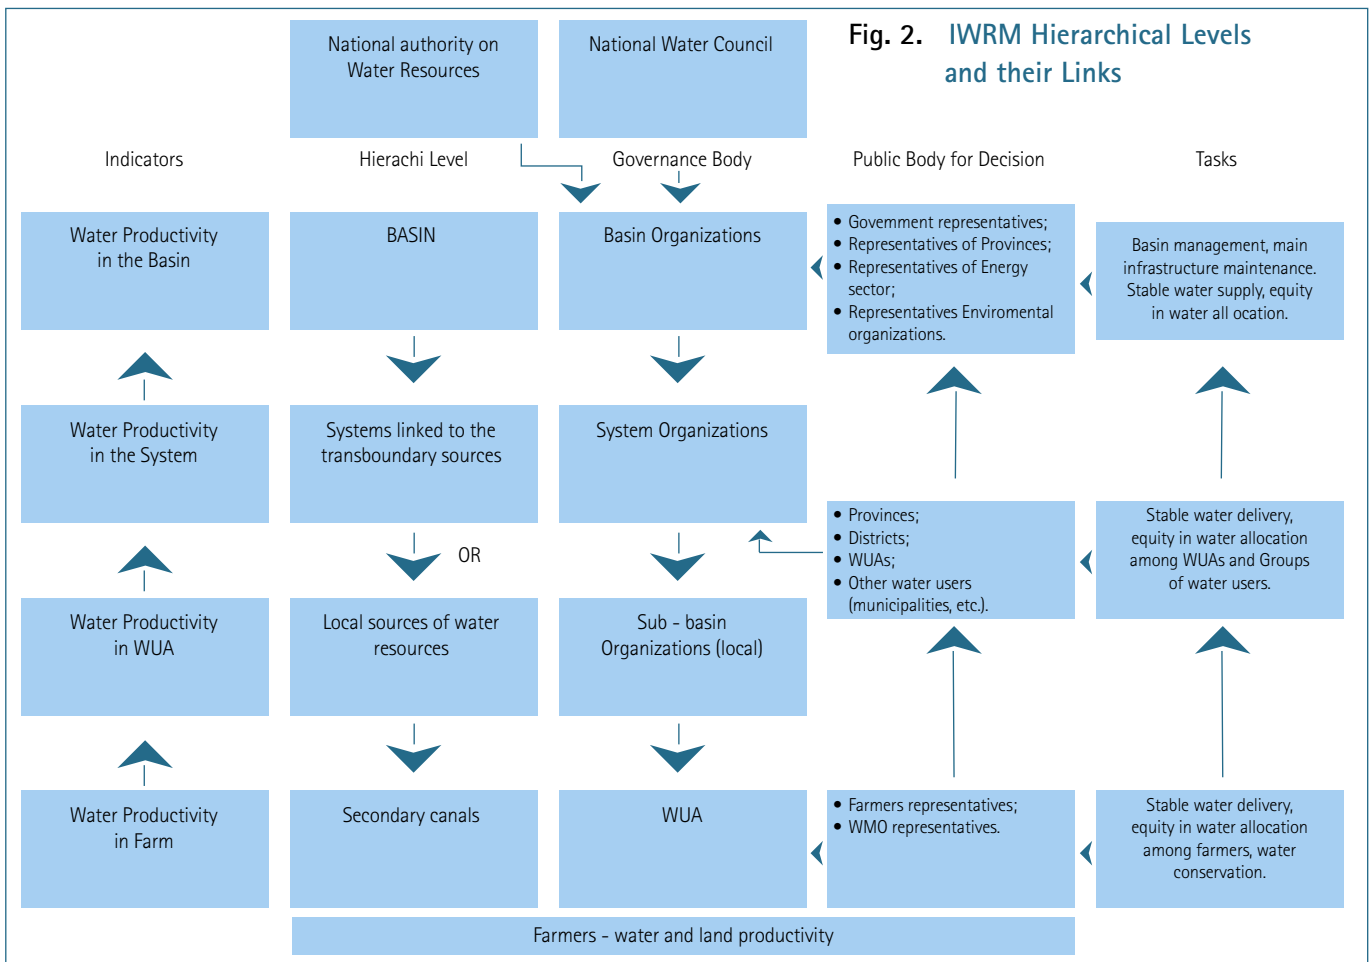 National authority on
Water Resources
National Water Council
Fig. 2. IWRM Hierarchical Levels
and their Links
Indicators
Hierachi Level
Governance Body
Public Body for Decision
Tasks
Water Productivity
in the Basin
BASIN
Basin Organizations
• Govemment representatives;
• Representatives of Provinces;
• Representatives of Energy
sector;
• Representatives Enviromental
organizations.
Basin management, main
infrastructure maintenance.
Stable water supply, equity
in water all ocation.
Water Productivity
in the System
Systems linked to the
transboundary sources
System Organizations
• Provinces;
• Districts;
• WUAs;
• Other water users
(municipalities, etc.).
Stable water delivery,
equity in water allocation
among WUAs and Groups
of water users.
OR
Water Productivity
in WUA
Local sources of water
resources
Sub - basin
Organizations (local)
Water Productivity
in Farm
Secondary canals
WUA
• Farmers representatives;
• WMO representatives.
Stable water delivery,
equity in water allocation
among farmers, water
conservation.
Farmers - water and land productivity